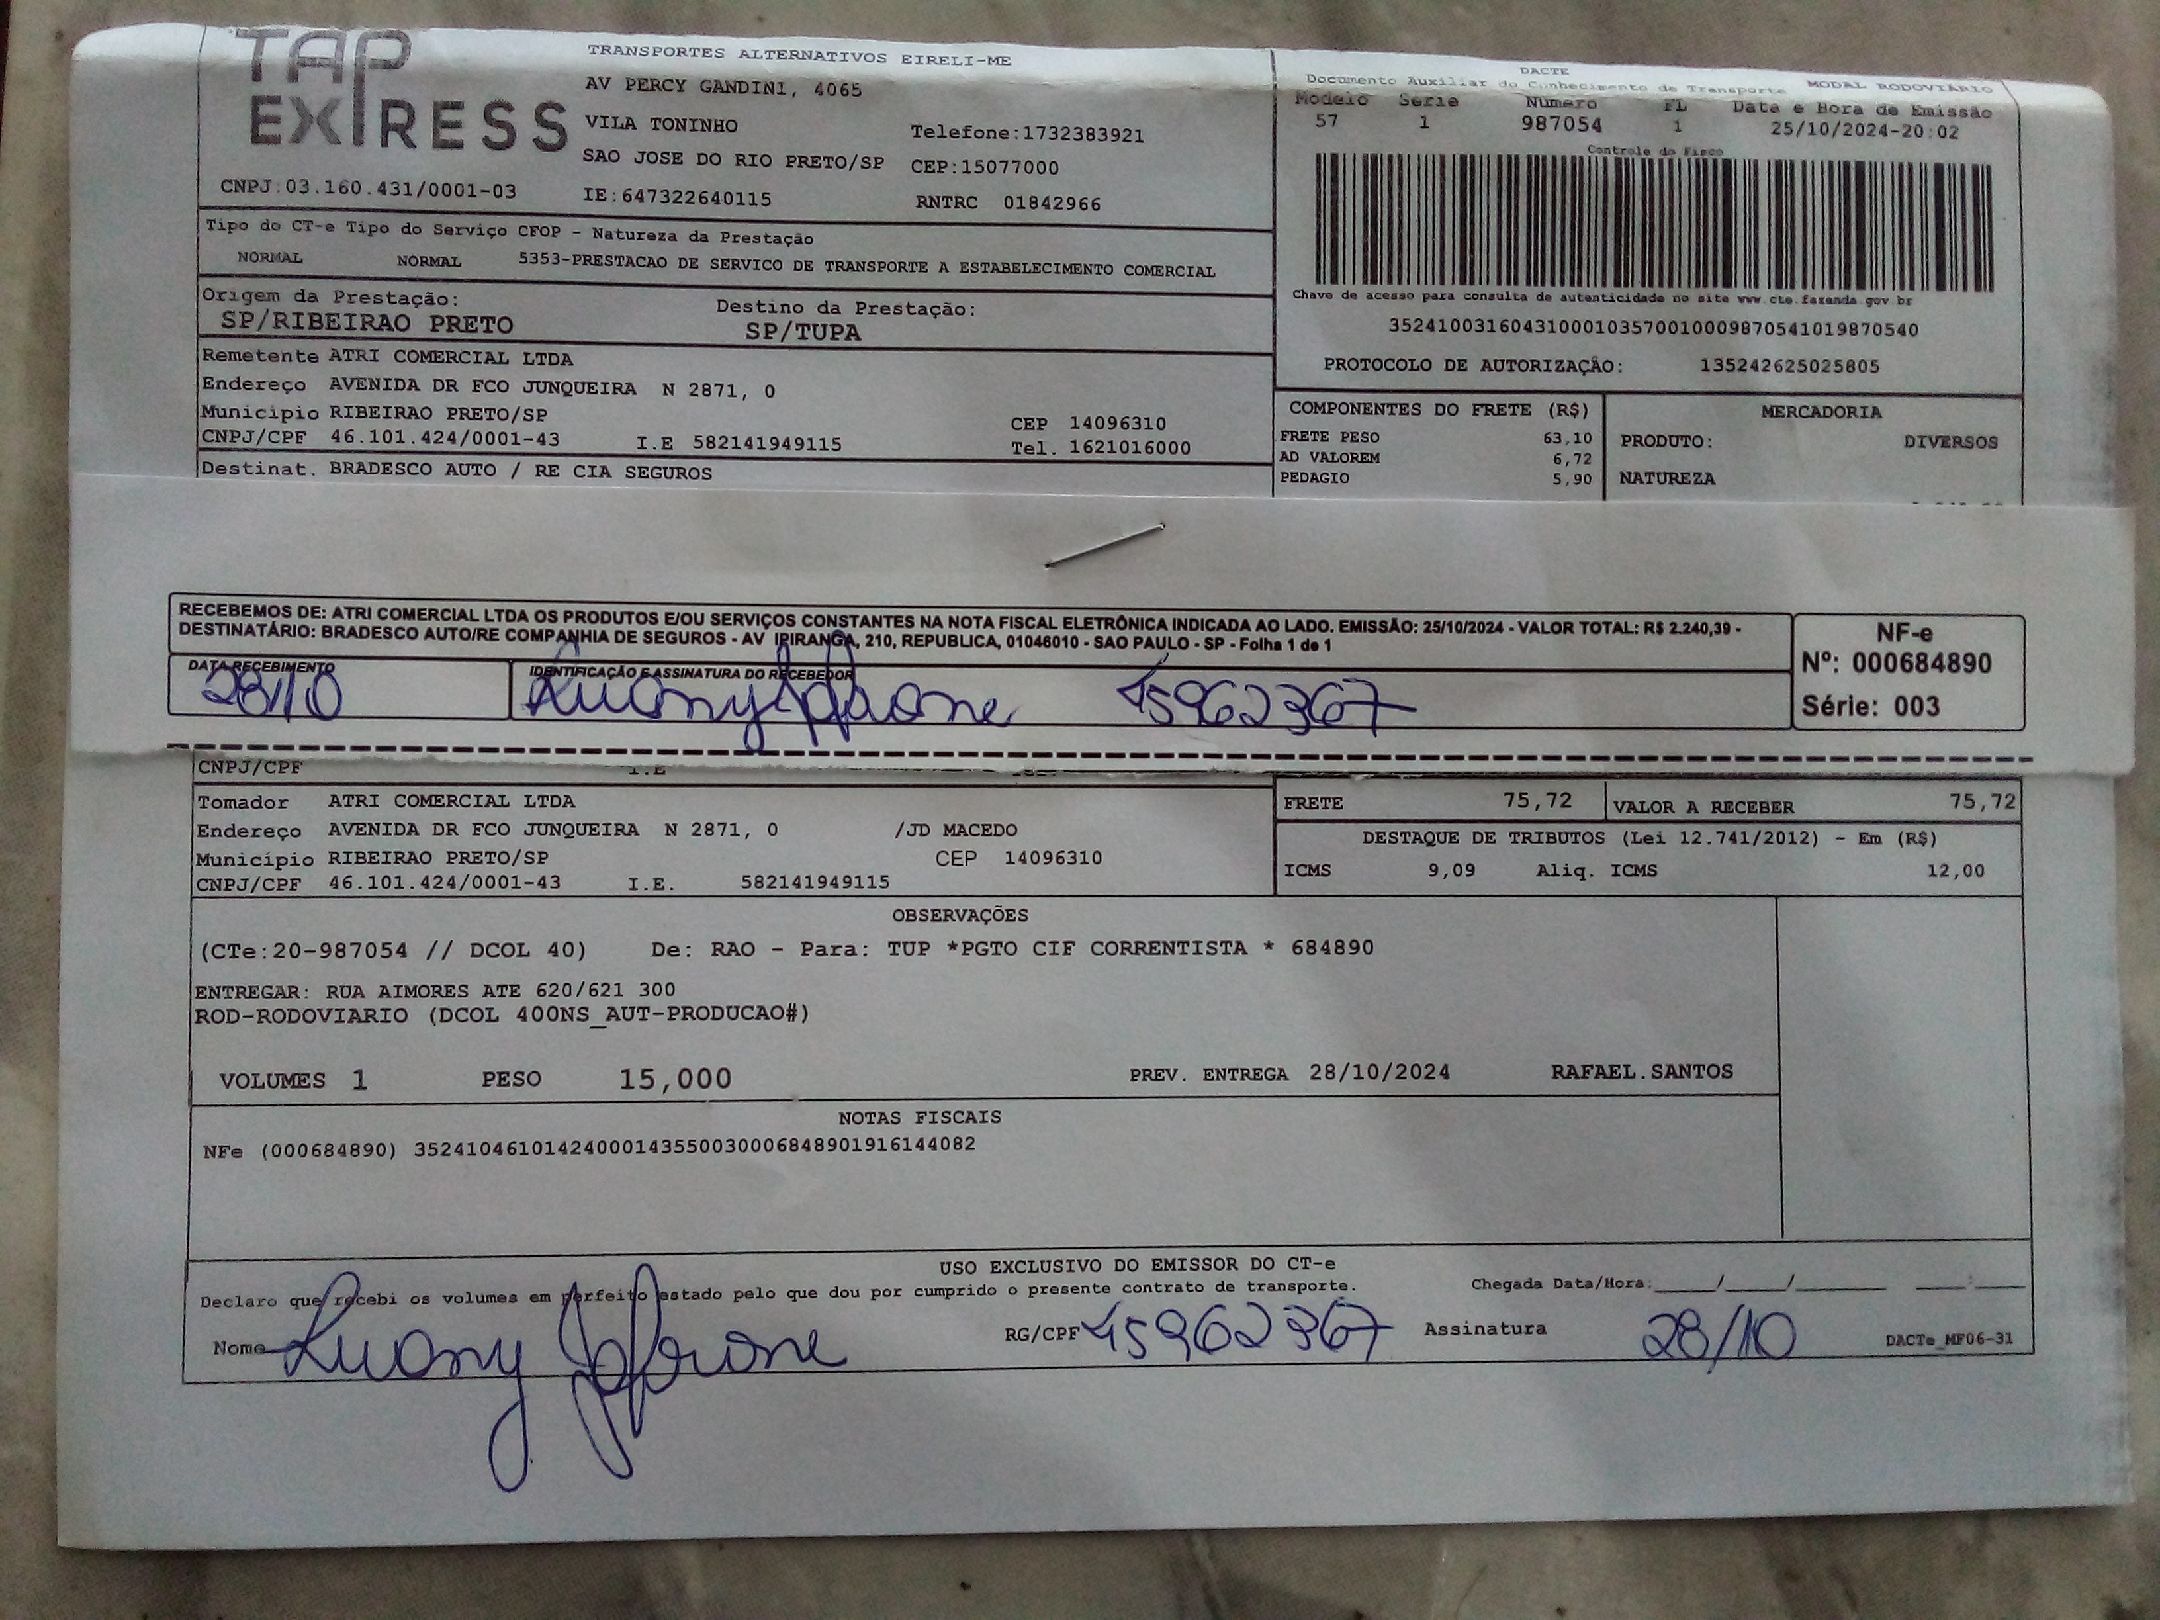 TAP EXPRESS
TRANSPORTES ALTERNATIVOS EIRELI-ME
AV PERCY GANDINI, 4065
VILA TONINHO Telefone:1732383921
SAO JOSE DO RIO PRETO/SP CEP:15077000
CNPJ:03.160.431/0001-03 IE:647322640115 RNTRC 01842966
DACTE
Documento Auxiliar do Conhecimento de Transporte MODAL RODOVIÁRIO
Modelo Serie Número FL Data e Hora de Emissão
57 1 987054 1 25/10/2024-20:02
Controle do Fisco
Tipo do CT-e Tipo do Serviço CFOP - Natureza da Prestação
NORMAL NORMAL 5353-PRESTACAO DE SERVICO DE TRANSPORTE A ESTABELECIMENTO COMERCIAL
Origem da Prestação: Destino da Prestação:
SP/RIBEIRAO PRETO SP/TUPA
Chave de acesso para consulta de autenticidade no site www.cte.fazenda.gov.br
35241003160431000103570010009870541019870540
PROTOCOLO DE AUTORIZAÇÃO: 135242625025805
Remetente ATRI COMERCIAL LTDA
Endereço AVENIDA DR FCO JUNQUEIRA N 2871, 0
Município RIBEIRAO PRETO/SP CEP 14096310
CNPJ/CPF 46.101.424/0001-43 I.E 582141949115 Tel. 1621016000
Destinat. BRADESCO AUTO / RE CIA SEGUROS
COMPONENTES DO FRETE (R$) MERCADORIA
FRETE PESO 63,10 PRODUTO: DIVERSOS
AD VALOREM 6,72
PEDAGIO 5,90 NATUREZA
RECEBEMOS DE: ATRI COMERCIAL LTDA OS PRODUTOS E/OU SERVIÇOS CONSTANTES NA NOTA FISCAL ELETRÔNICA INDICADA AO LADO. EMISSÃO: 25/10/2024 - VALOR TOTAL: R$ 2.240,39 -
DESTINATÁRIO: BRADESCO AUTO/RE COMPANHIA DE SEGUROS - AV IPIRANGA, 210, REPUBLICA, 01046010 - SAO PAULO - SP - Folha 1 de 1
NF-e
Nº: 000684890
Série: 003
DATA RECEBIMENTO IDENTIFICAÇÃO E ASSINATURA DO RECEBEDOR
28/10 45962367
CNPJ/CPF I.E
Tomador ATRI COMERCIAL LTDA
Endereço AVENIDA DR FCO JUNQUEIRA N 2871, 0 /JD MACEDO
Município RIBEIRAO PRETO/SP CEP 14096310
CNPJ/CPF 46.101.424/0001-43 I.E. 582141949115
FRETE 75,72 VALOR A RECEBER 75,72
DESTAQUE DE TRIBUTOS (Lei 12.741/2012) - Em (R$)
ICMS 9,09 Aliq. ICMS 12,00
OBSERVAÇÕES
(CTe:20-987054 // DCOL 40) De: RAO - Para: TUP *PGTO CIF CORRENTISTA * 684890
ENTREGAR: RUA AIMORES ATE 620/621 300
ROD-RODOVIARIO (DCOL 400NS_AUT-PRODUCAO#)
VOLUMES 1 PESO 15,000 PREV. ENTREGA 28/10/2024 RAFAEL.SANTOS
NOTAS FISCAIS
NFe (000684890) 35241046101424000143550030006848901916144082
USO EXCLUSIVO DO EMISSOR DO CT-e
Declaro que recebi os volumes em perfeito estado pelo que dou por cumprido o presente contrato de transporte. Chegada Data/Hora:____/____/______ ___:___
Nome RG/CPF 45962367 Assinatura 28/10 DACTe_MF06-31